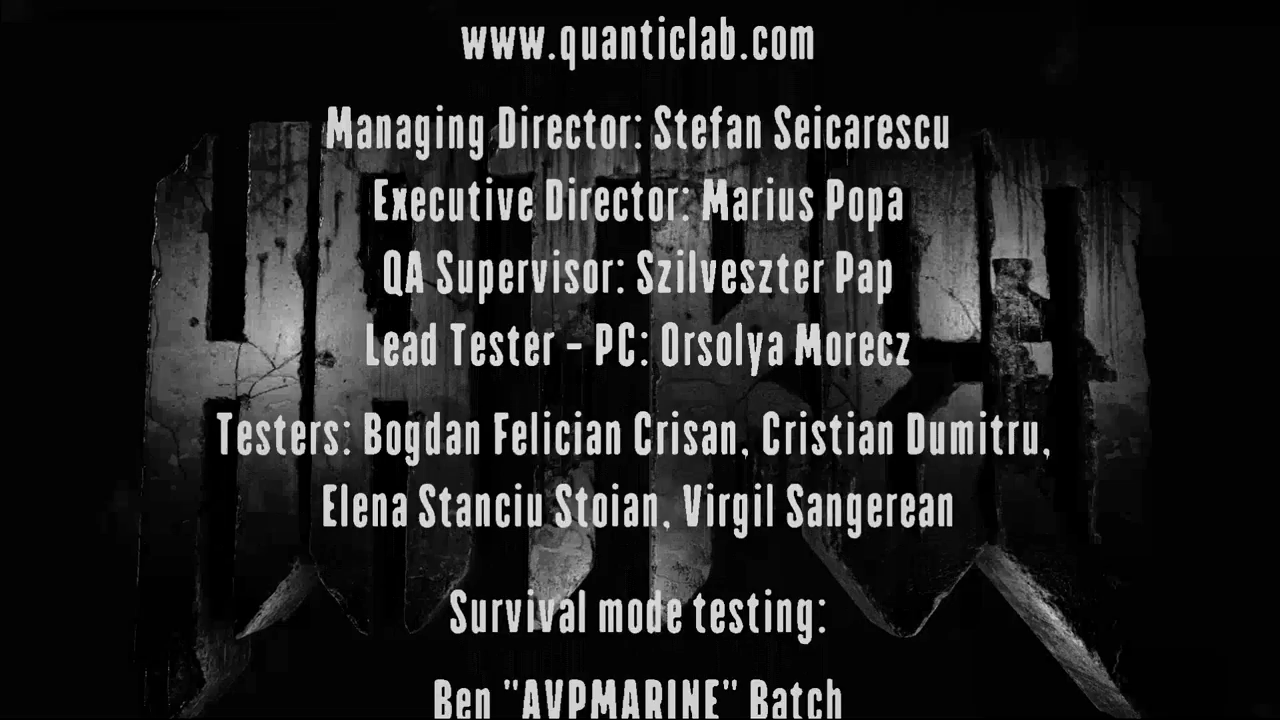 www.quanticlab.com
Managing Director: Stefan Seicarescu
Executive Director: Marius Popa
QA Supervisor: Szilveszter Pap
Lead Tester - PC: Orsolya Morecz
Testers: Bogdan Felician Crisan, Cristian Dumitru,
Elena Stanciu Stoian, Virgil Sangerean
Survival mode testing:
Ben "AVPMARINE" Batch
HATRED